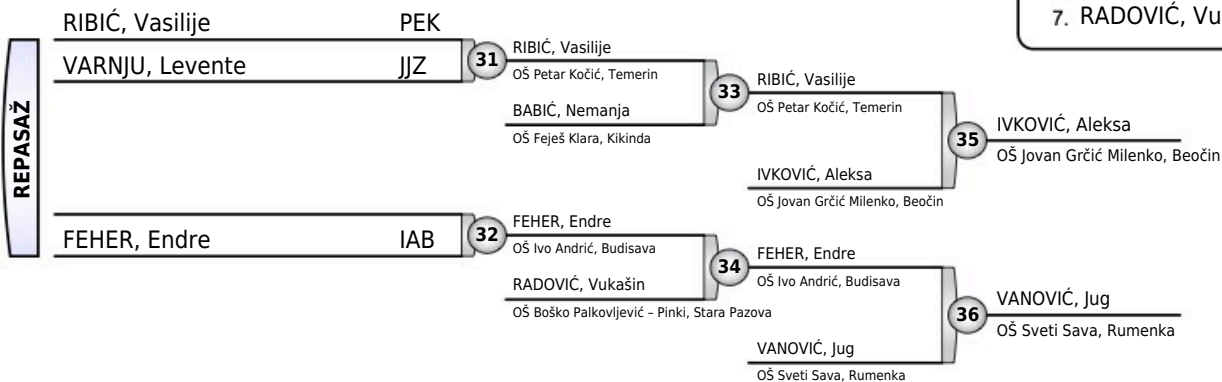 7. RADOVIĆ, Vu
REPASAŽ
RIBIĆ, Vasilije PEK
VARNJU, Levente JJZ
31
RIBIĆ, Vasilije
OŠ Petar Kočić, Temerin
BABIĆ, Nemanja
OŠ Feješ Klara, Kikinda
33
RIBIĆ, Vasilije
OŠ Petar Kočić, Temerin
IVKOVIĆ, Aleksa
OŠ Jovan Grčić Milenko, Beočin
35
IVKOVIĆ, Aleksa
OŠ Jovan Grčić Milenko, Beočin
FEHER, Endre IAB
32
FEHER, Endre
OŠ Ivo Andrić, Budisava
RADOVIĆ, Vukašin
OŠ Boško Palkovljević – Pinki, Stara Pazova
34
FEHER, Endre
OŠ Ivo Andrić, Budisava
VANOVIĆ, Jug
OŠ Sveti Sava, Rumenka
36
VANOVIĆ, Jug
OŠ Sveti Sava, Rumenka